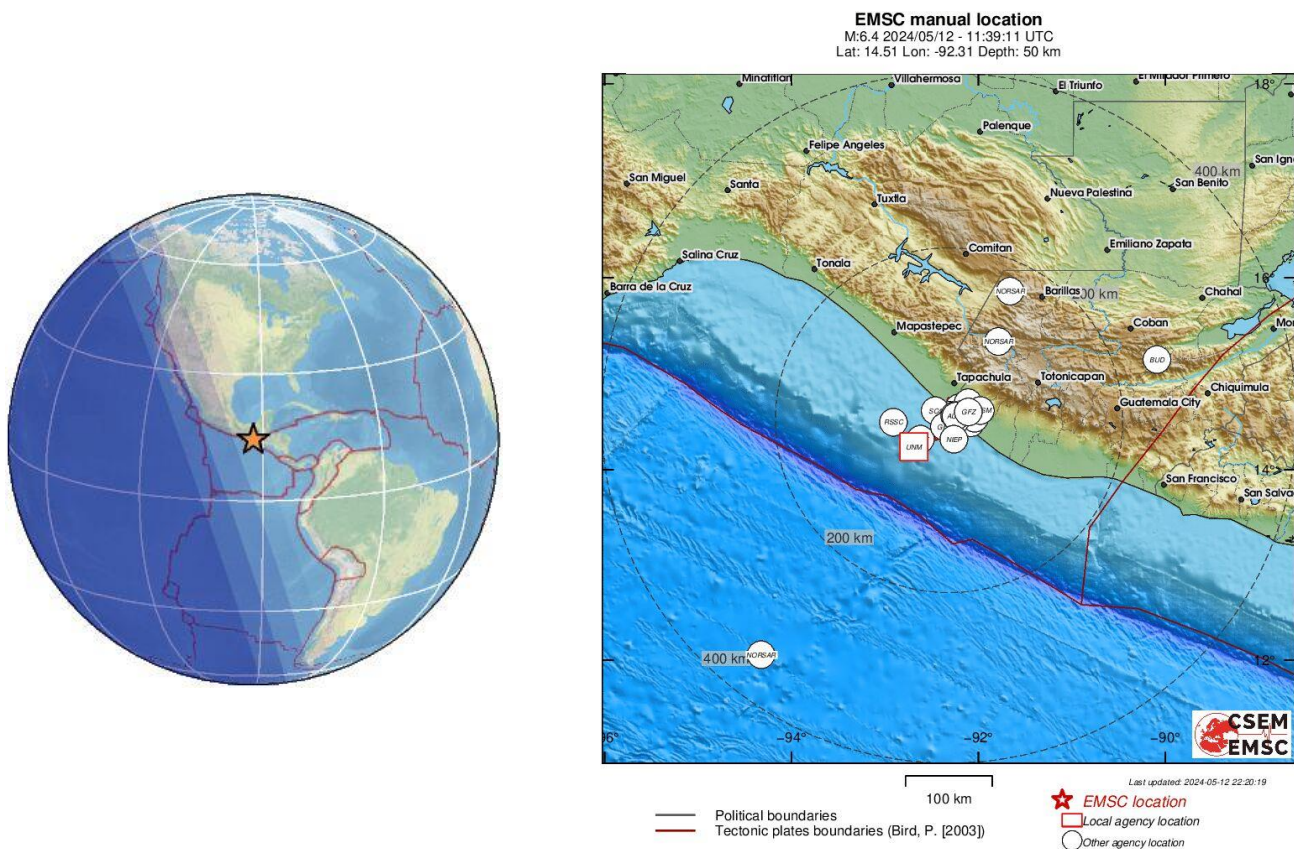 EMSC manual location
M:6.4 2024/05/12 - 11:39:11 UTC
Lat: 14.51 Lon: -92.31 Depth: 50 km
Minatitlan
Villahermosa
El Triunfo
El Mirador Primero
18°
Palenque
Felipe Angeles
San Miguel
Santa
Tuxtla
Nueva Palestina
San Benito
400 km
Comitan
Emiliano Zapata
Salina Cruz
Tonala
16°
Barra de la Cruz
NORSAR
Barillas
200 km
Chahal
Mapastepec
Coban
NORSAR
BUD
Tapachula
Totonicapan
Chiquimula
Guatemala City
RSSC
GFZ
UNM
NIEP
14°
San Francisco
200 km
400 km
NORSAR
12°
-94°
-92°
-90°
CSEM
EMSC
100 km
Last updated: 2024-05-12 22:20:19
Political boundaries
Tectonic plates boundaries (Bird, P. [2003])
EMSC location
Local agency location
Other agency location